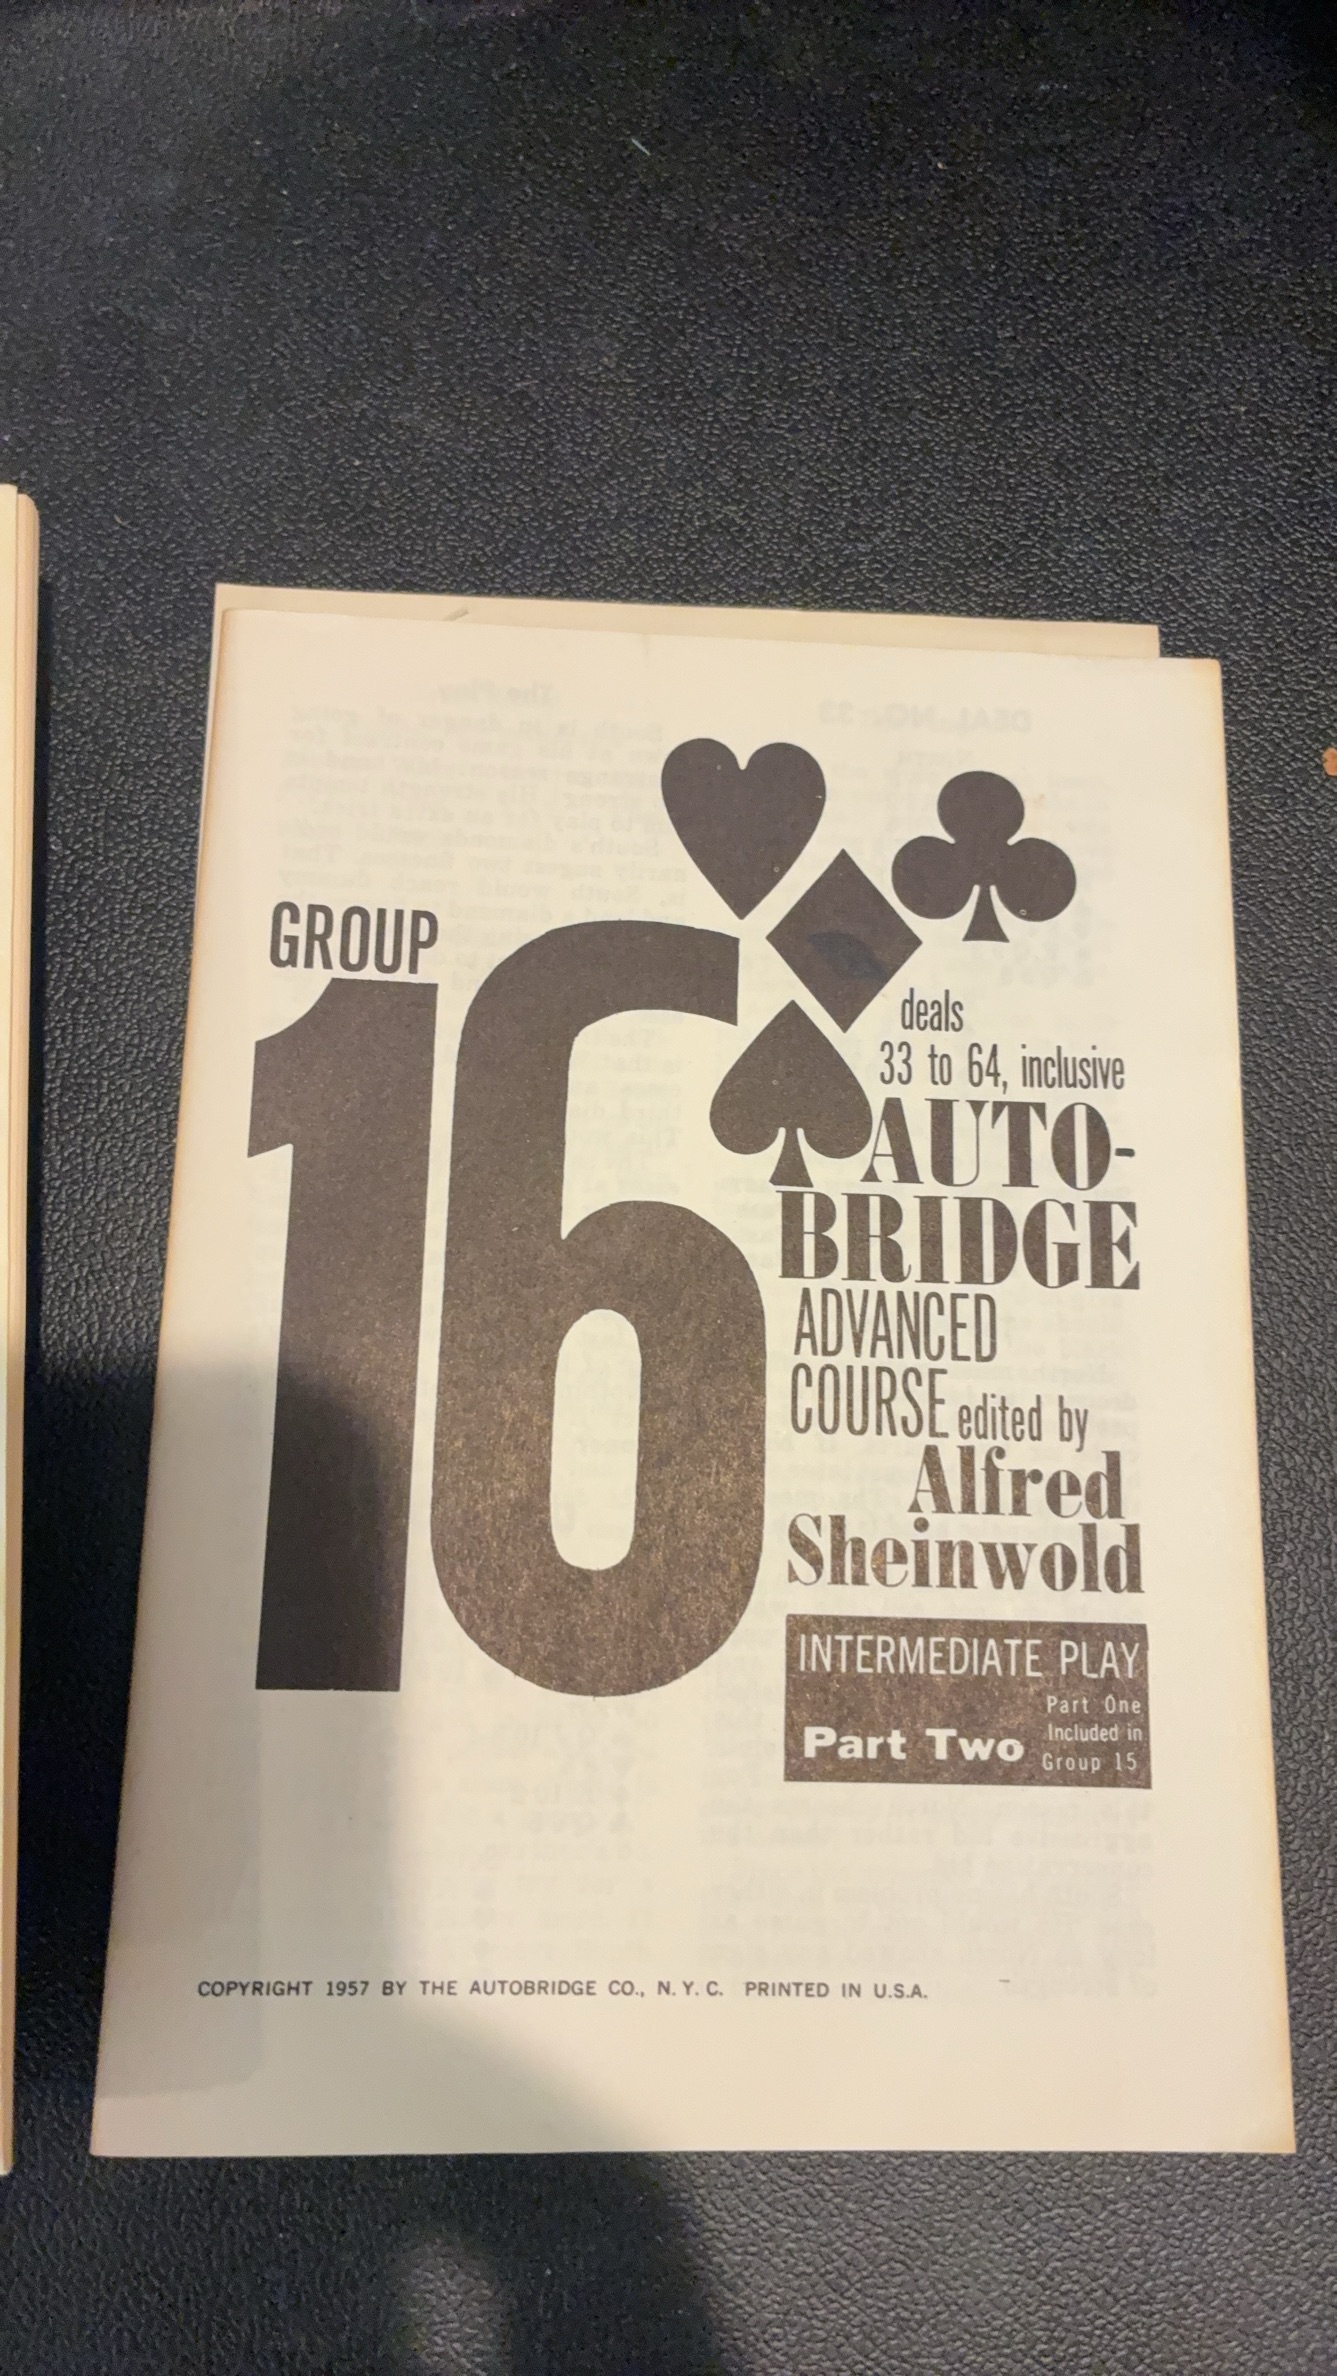 GROUP
16
deals
33 to 64, inclusive
AUTO-
BRIDGE
ADVANCED
COURSE edited by
Alfred
Sheinwold
INTERMEDIATE PLAY
Part Two
Part One
Included in
Group 15
COPYRIGHT 1957 BY THE AUTOBRIDGE CO., N. Y. C. PRINTED IN U.S.A.